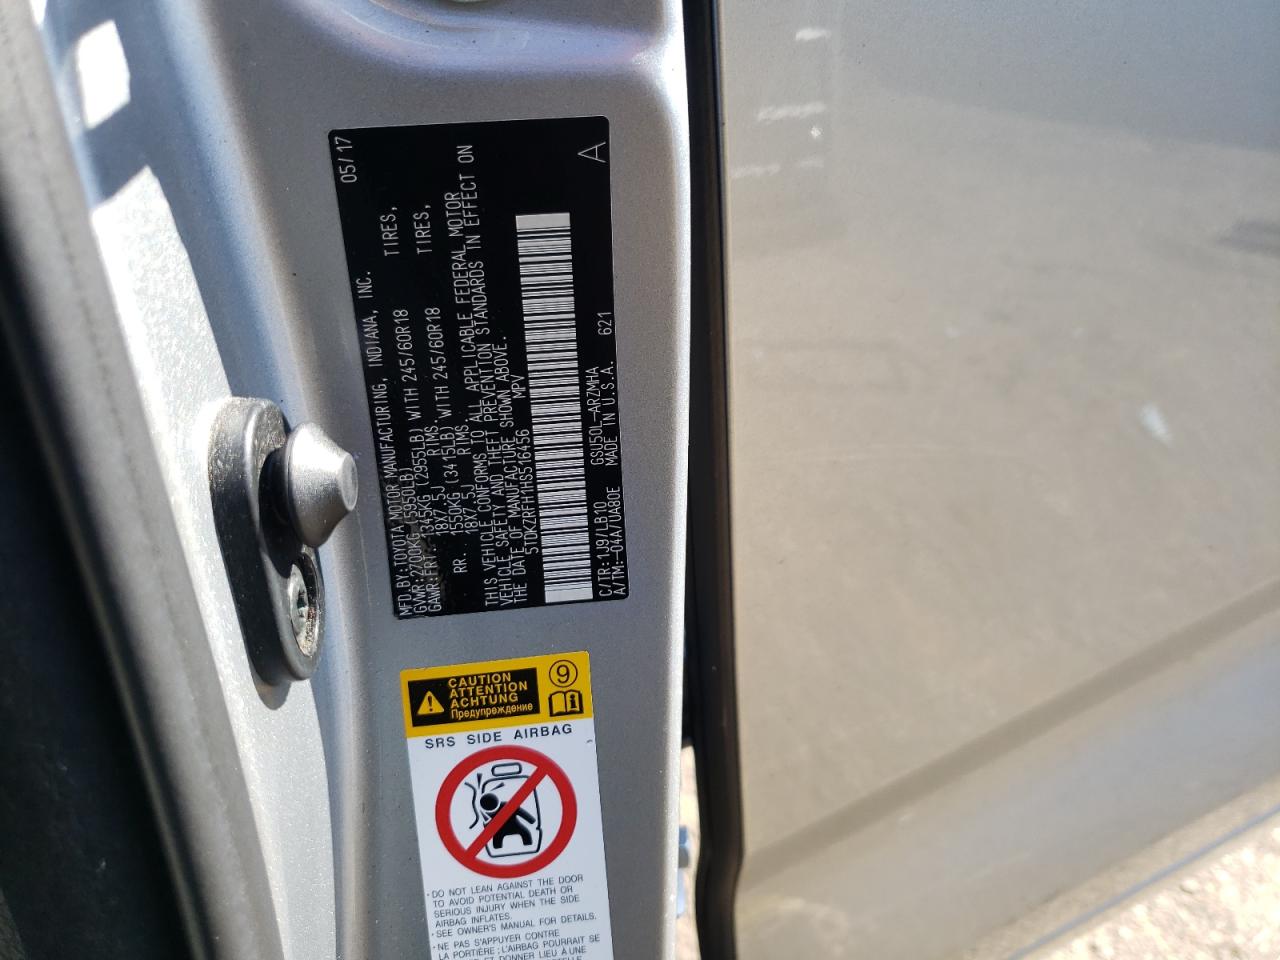 05/17
MFD.BY:TOYOTA MOTOR MANUFACTURING, INDIANA, INC.
GVWR:2700KG (5950LB)
GAWR:FRT. 1345KG (2955LB) WITH 245/60R18 TIRES,
18X7.5J RIMS.
RR. 1550KG (3415LB) WITH 245/60R18 TIRES,
18X7.5J RIMS.
THIS VEHICLE CONFORMS TO ALL APPLICABLE FEDERAL MOTOR
VEHICLE SAFETY AND THEFT PREVENTION STANDARDS IN EFFECT ON
THE DATE OF MANUFACTURE SHOWN ABOVE.
5TDKZRFH1HS516456 MPV
A
C/TR:1J9/LB10 GSU50L-ARZMHA
A/TM:-04A/UA80E MADE IN U.S.A. 621
CAUTION
ATTENTION
ACHTUNG
Предупреждение
9
SRS SIDE AIRBAG
· DO NOT LEAN AGAINST THE DOOR
TO AVOID POTENTIAL DEATH OR
SERIOUS INJURY WHEN THE SIDE
AIRBAG INFLATES.
· SEE OWNER'S MANUAL FOR DETAILS.
· NE PAS S'APPUYER CONTRE
LA PORTIÈRE ; L'AIRBAG POURRAIT SE
ET DONNER LIEU À UNE